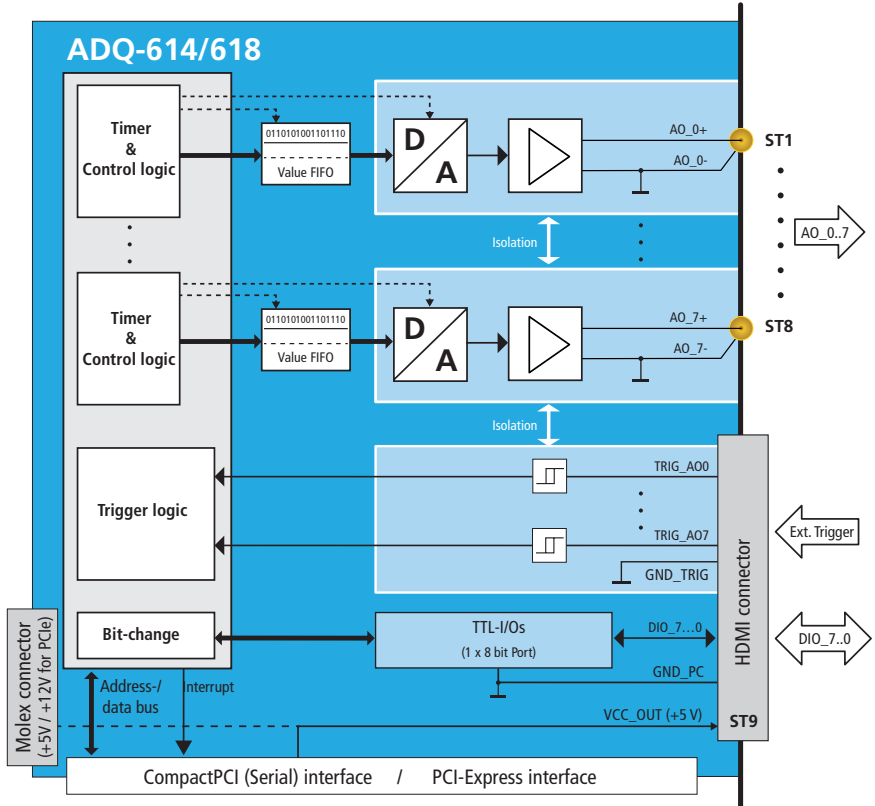 ADQ-614/618
Timer
&
Control logic
0110101001101110
Value FIFO
D
A
AO_0+
AO_0-
ST1
Isolation
AO_0..7
Timer
&
Control logic
0110101001101110
Value FIFO
D
A
AO_7+
AO_7-
ST8
Isolation
Trigger logic
TRIG_AO0
TRIG_AO7
GND_TRIG
Ext. Trigger
HDMI connector
ST9
Bit-change
TTL-I/Os
(1 x 8 bit Port)
DIO_7...0
DIO_7..0
GND_PC
VCC_OUT (+5 V)
Molex connector
(+5V / +12V for PCIe)
Address-/
data bus
Interrupt
CompactPCI (Serial) interface / PCI-Express interface